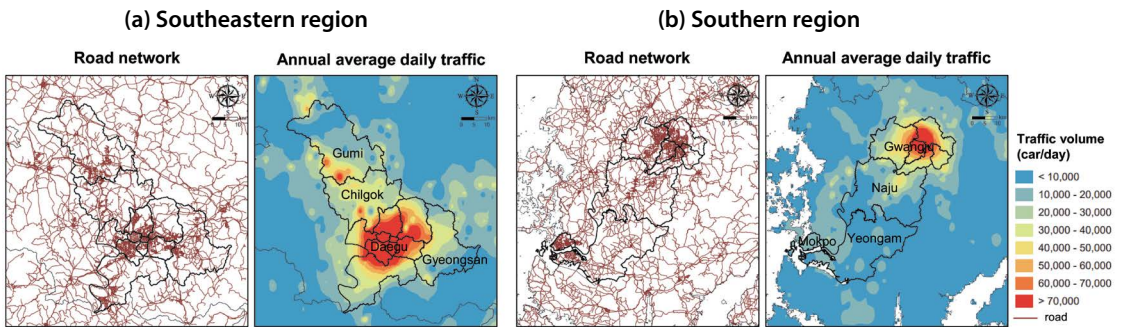 (a) Southeastern region
(b) Southern region
Road network
Annual average daily traffic
Road network
Annual average daily traffic
Gumi
Chilgok
Daegu
Gyeongsan
Gwangju
Naju
Mokpo
Yeongam
Traffic volume
(car/day)
< 10,000
10,000 - 20,000
20,000 - 30,000
30,000 - 40,000
40,000 - 50,000
50,000 - 60,000
60,000 - 70,000
> 70,000
road